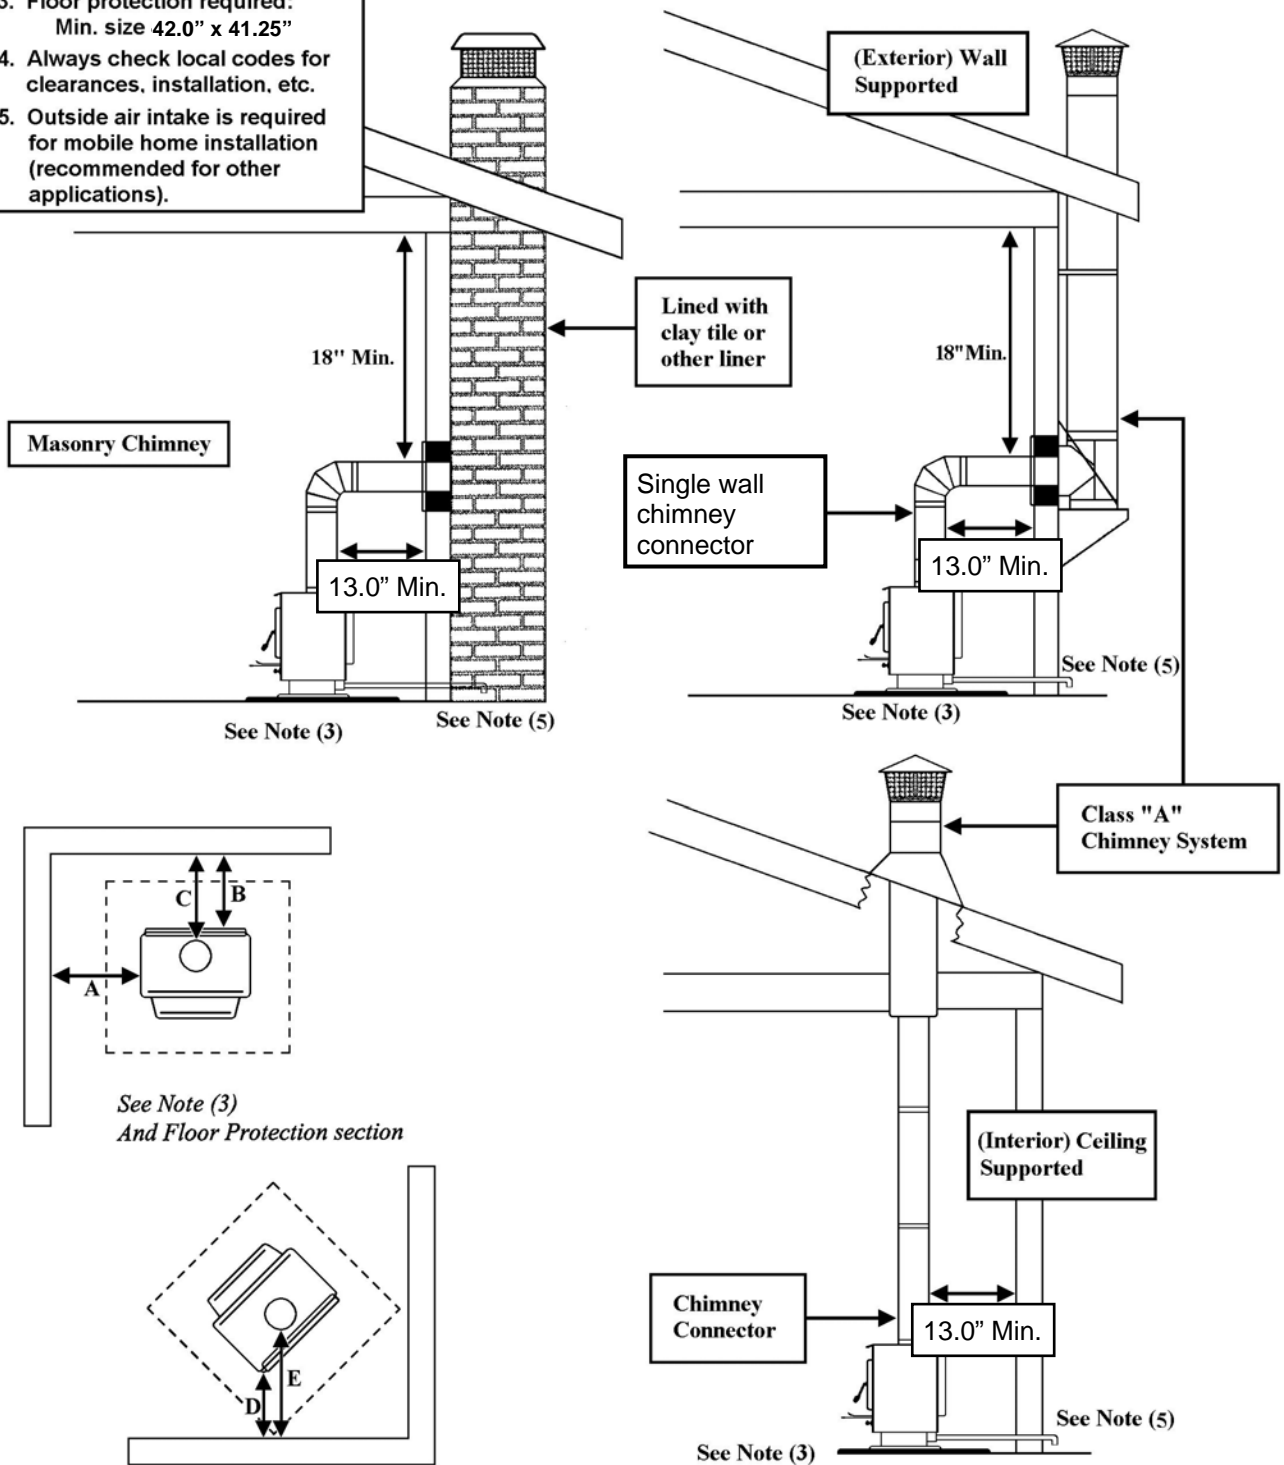 3. Floor protection required:
Min. size 42.0” x 41.25”
4. Always check local codes for
clearances, installation, etc.
5. Outside air intake is required
for mobile home installation
(recommended for other
applications).
(Exterior) Wall
Supported
18'' Min.
Lined with
clay tile or
other liner
18"Min.
Masonry Chimney
Single wall
chimney
connector
13.0” Min.
13.0” Min.
See Note (3)
See Note (5)
See Note (5)
See Note (3)
Class "A"
Chimney System
C
B
A
See Note (3)
And Floor Protection section
(Interior) Ceiling
Supported
Chimney
Connector
13.0” Min.
D
E
See Note (5)
See Note (3)